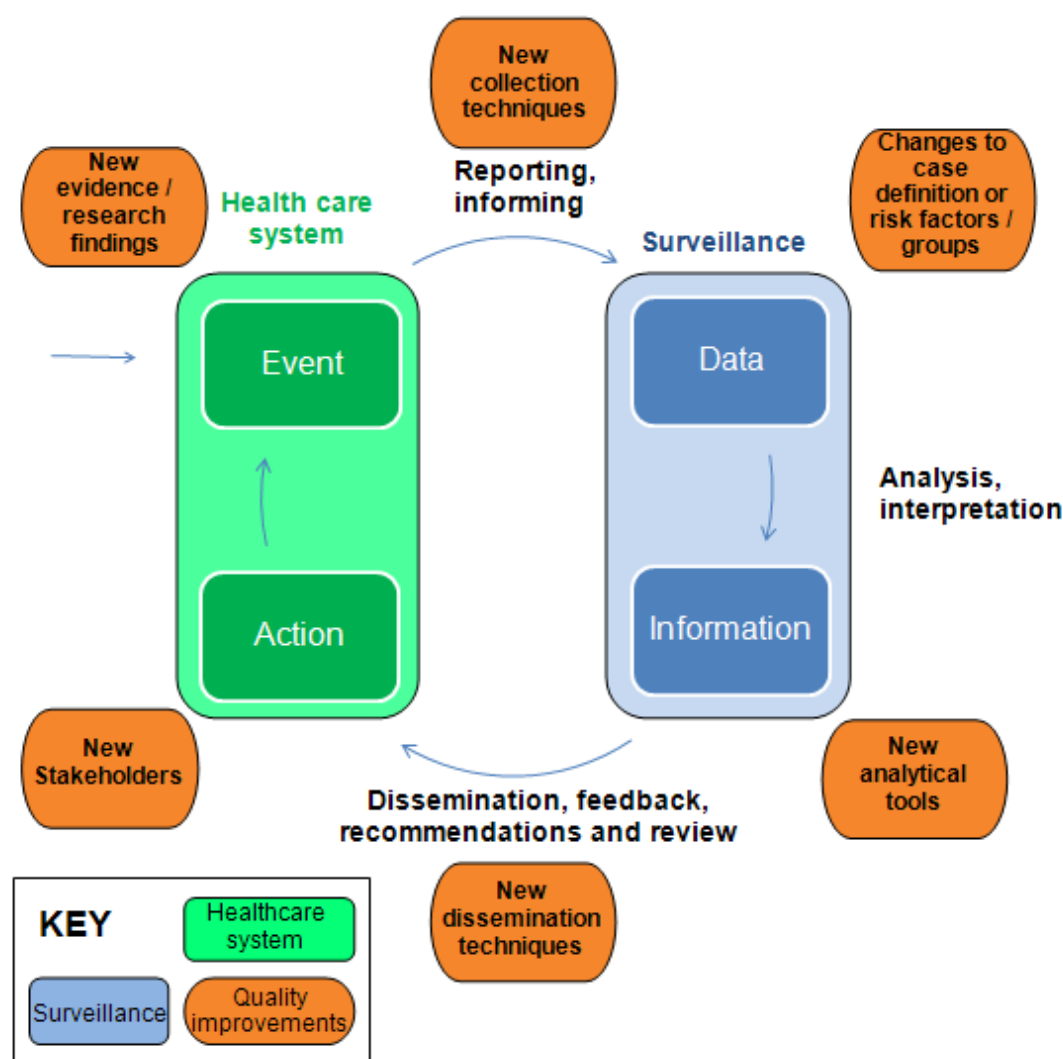 New
collection
techniques
New
evidence /
research
findings
Health care
system
Reporting,
informing
Surveillance
Changes to
case
definition or
risk factors /
groups
Event
Data
Analysis,
interpretation
Action
Information
New
Stakeholders
New
analytical
tools
Dissemination, feedback,
recommendations and review
New
dissemination
techniques
KEY
Healthcare
system
Surveillance
Quality
improvements